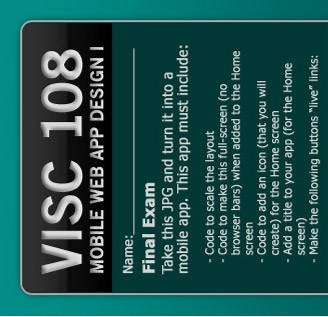 VISC 108
MOBILE WEB APP DESIGN I
Name:
Final Exam
Take this JPG and turn it into a
mobile app. This app must include:
- Code to scale the layout
- Code to make this full-screen (no
browser bars) when added to the Home
screen
- Code to add an icon (that you will
create) for the Home screen
- Add a title to your app (for the Home
screen)
- Make the following buttons "live" links: